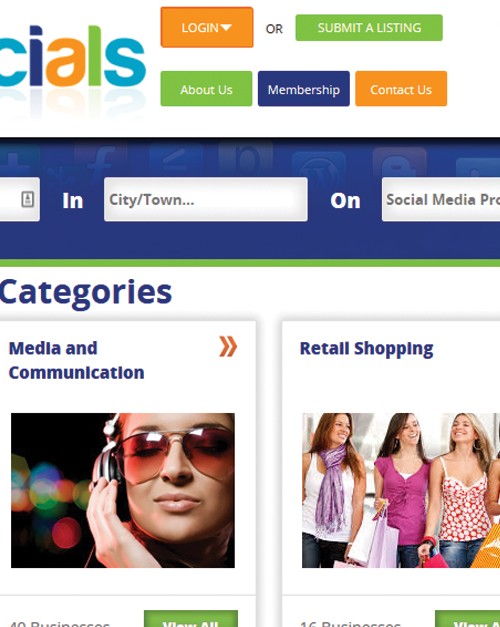 cials
LOGIN OR SUBMIT A LISTING
About Us Membership Contact Us
In City/Town... On Social Media Pro
Categories
Media and
Communication
Retail Shopping
40 Businesses View All
16 Businesses View A